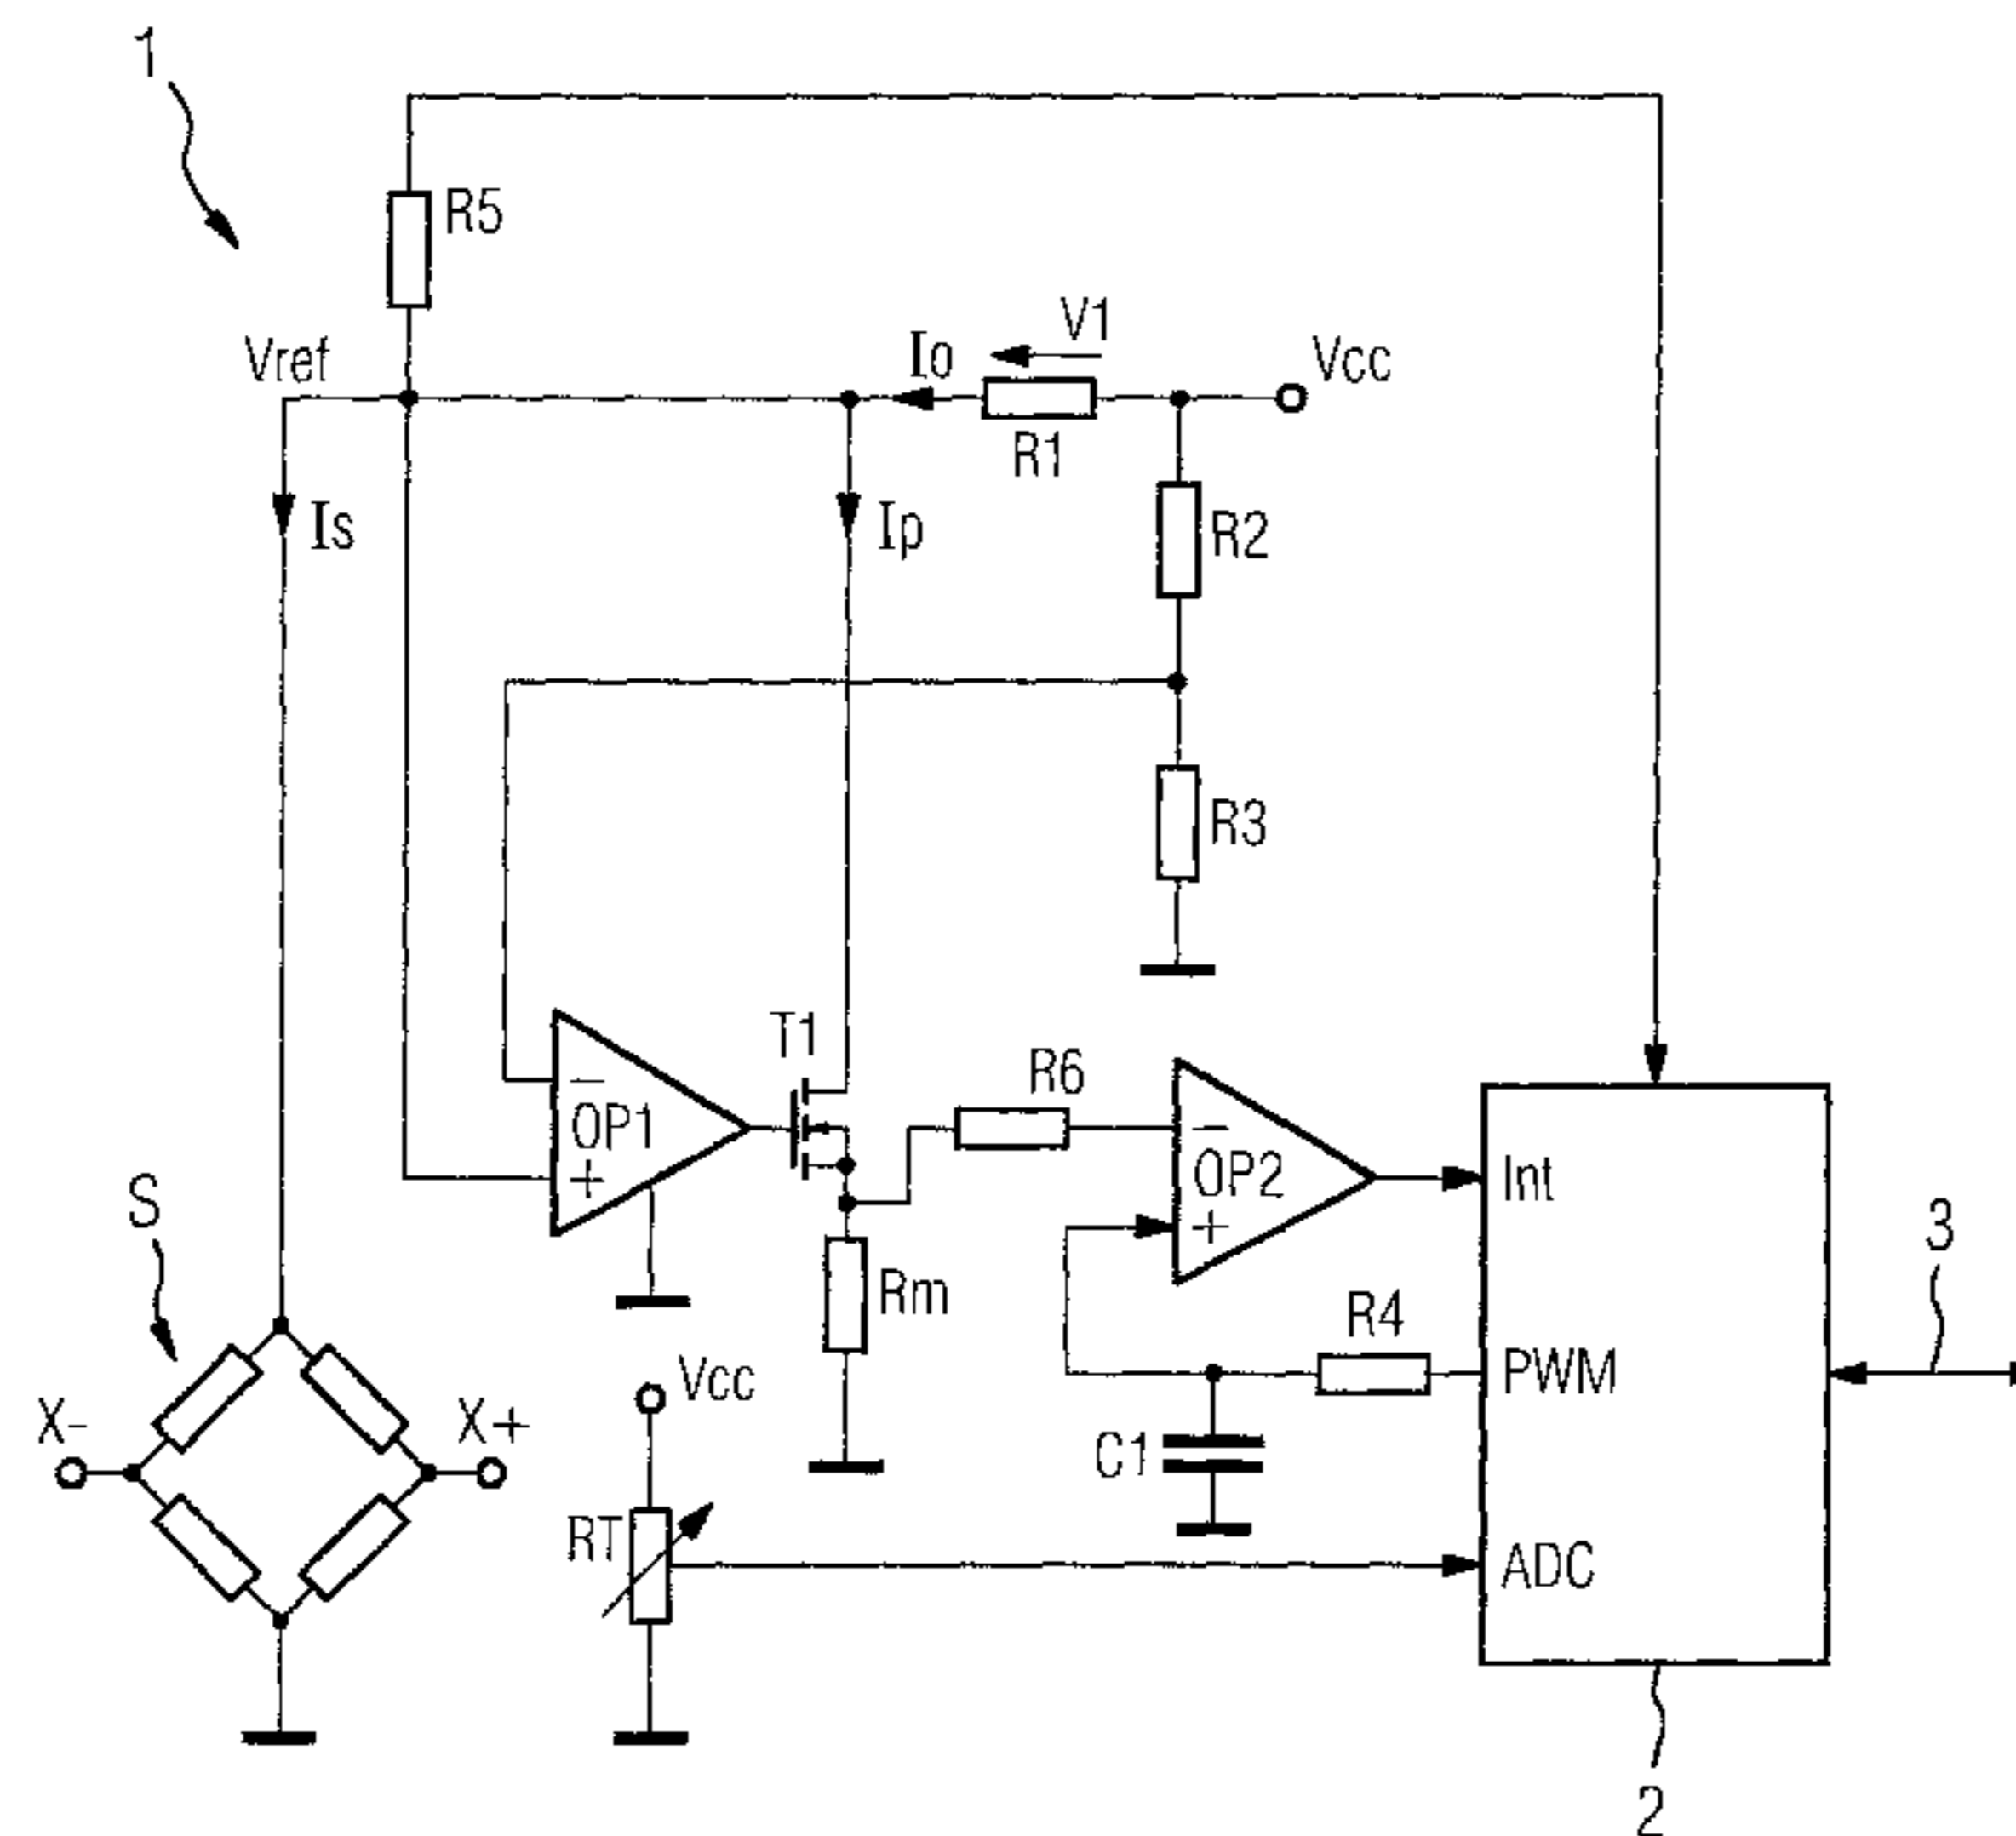 1
R5
V1
Vref
Io
Vcc
R1
Is
Ip
R2
R3
T1
R6
−
OP1
+
−
OP2
+
Int
S
3
Rm
R4
Vcc
PWM
X−
X+
C1
RT
ADC
2